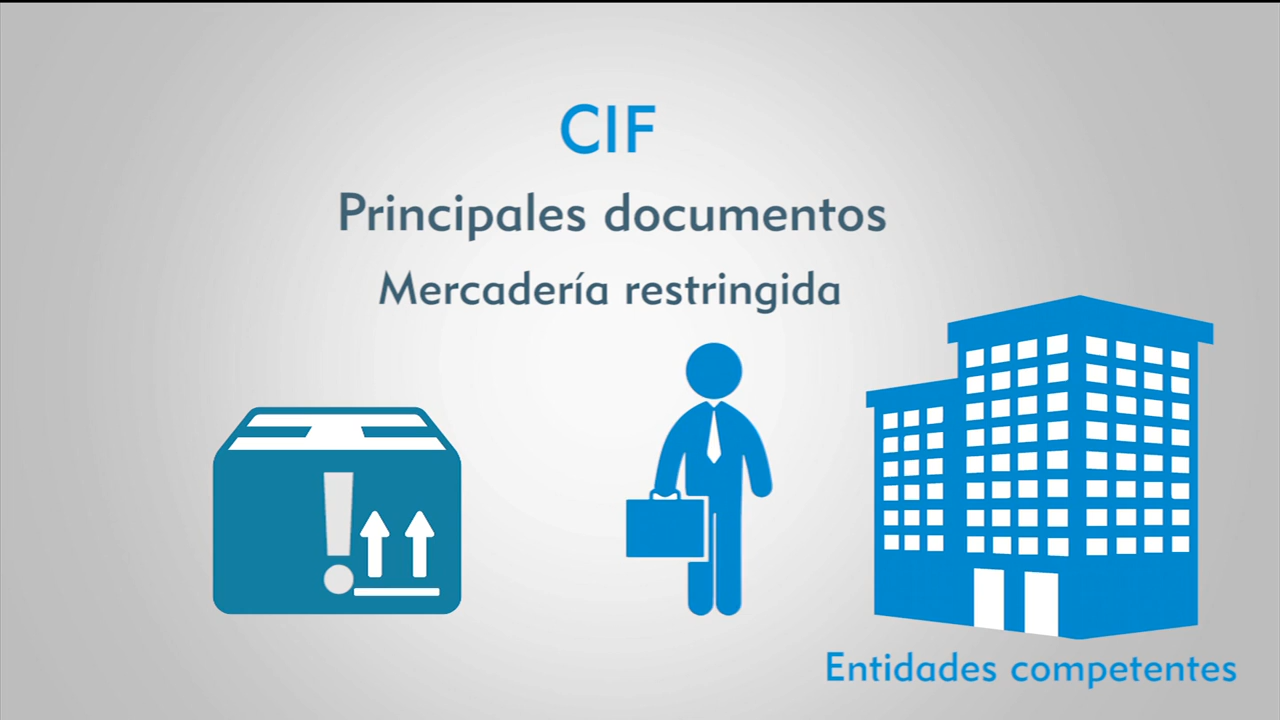 CIF
Principales documentos
Mercadería restringida
Entidades competentes